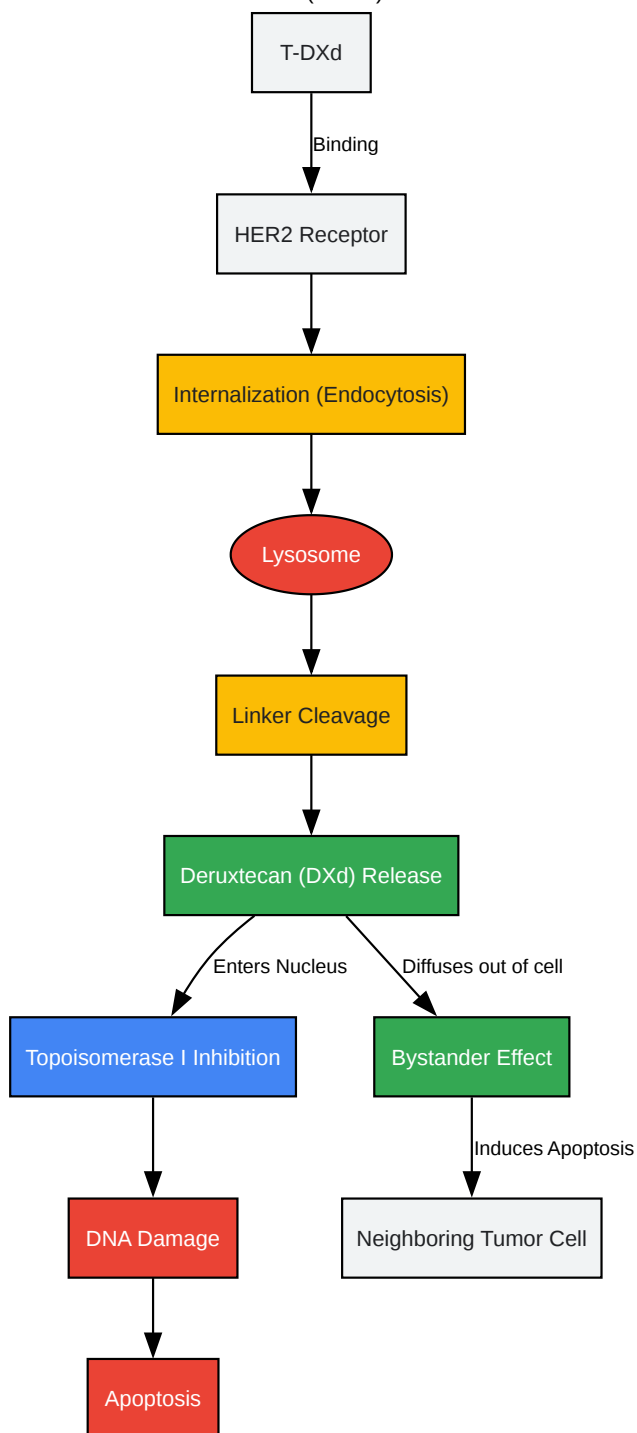 T-DXd
Binding
HER2 Receptor
Internalization (Endocytosis)
Lysosome
Linker Cleavage
Deruxtecan (DXd) Release
Enters Nucleus
Diffuses out of cell
Topoisomerase I Inhibition
Bystander Effect
Induces Apoptosis
DNA Damage
Neighboring Tumor Cell
Apoptosis